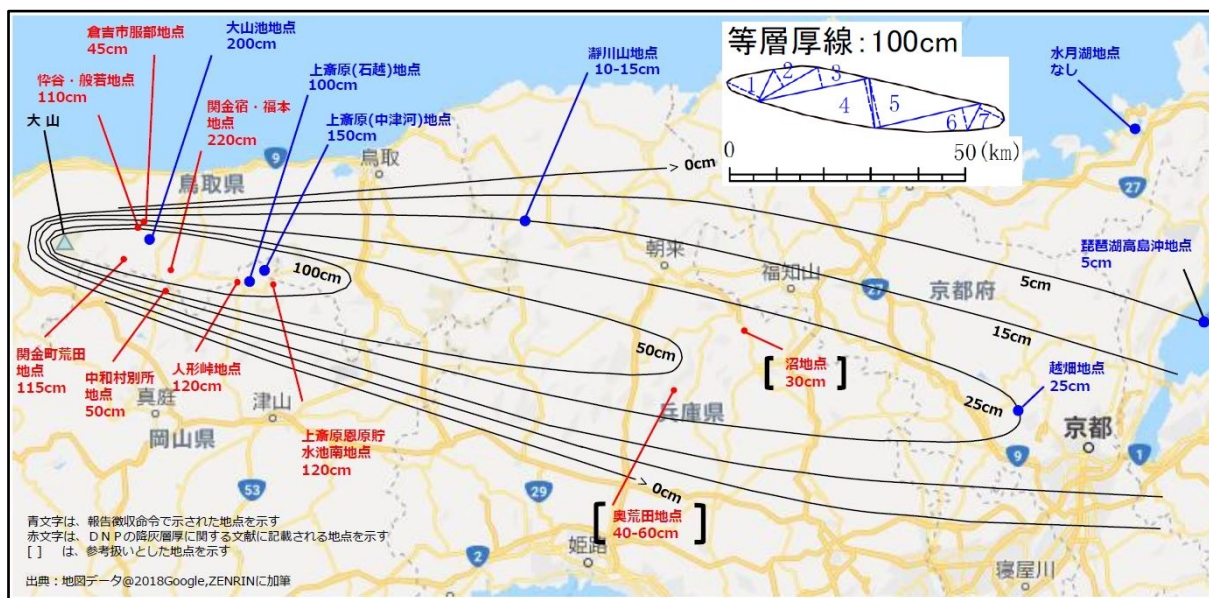 倉吉市服部地点
45cm
大山池地点
200cm
上斎原(石越)地点
100cm
瀞川山地点
10-15cm
等層厚線:100cm
1
2
3
4
5
6
7
0
50(km)
水月湖地点
なし
関金宿・福本
地点
220cm
上斎原(中津河)地点
150cm
110cm
大 山
9
鳥取
鳥取県
> 0cm
27
朝来
福知山
27
京都府
琵琶湖高島沖地点
5cm
100cm
5cm
15cm
50cm
25cm
関金町荒田
地点
115cm
中和村別所
地点
50cm
人形峠地点
120cm
上斎原恩原貯
水池南地点
120cm
真庭
津山
岡山県
[ 沼地点
30cm ]
兵庫県
越畑地点
25cm
京都
9
1
53
29
> 0cm
[ 奥荒田地点
40-60cm ]
2
姫路
寝屋川
青文字は、報告徴収命令で示された地点を示す
赤文字は、DNPの降灰層厚に関する文献に記載される地点を示す
[ ] は、参考扱いとした地点を示す
出典:地図データ@2018Google,ZENRINに加筆